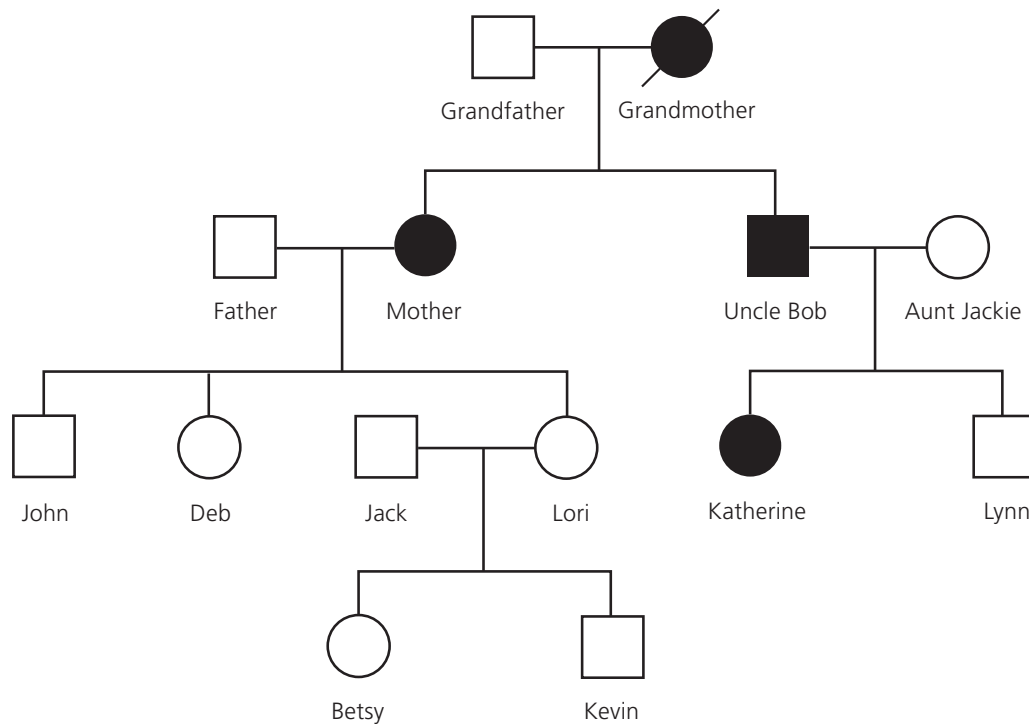 Grandfather Grandmother
Father Mother Uncle Bob Aunt Jackie
John Deb Jack Lori Katherine Lynn
Betsy Kevin